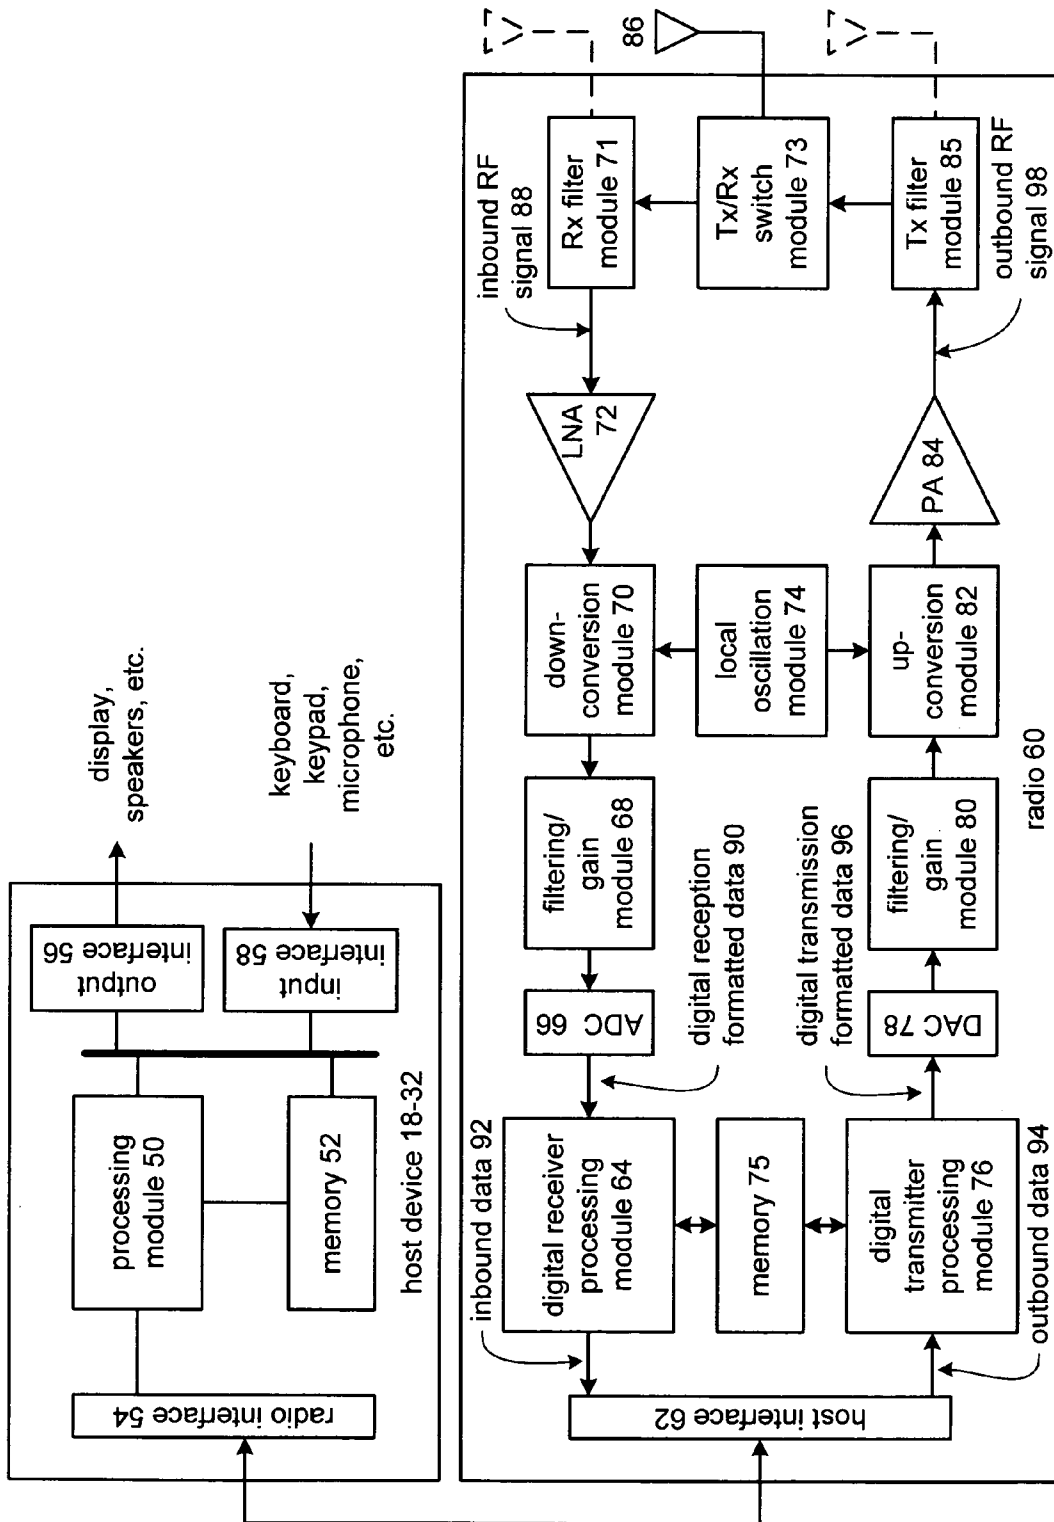 radio interface 54
processing
module 50
memory 52
output
interface 56
input
interface 58
display,
speakers, etc.
keyboard,
keypad,
microphone,
etc.
host device 18-32
host interface 62
inbound data 92
digital receiver
processing
module 64
digital reception
formatted data 90
ADC 66
filtering/
gain
module 68
down-
conversion
module 70
LNA
72
inbound RF
signal 88
Rx filter
module 71
memory 75
local
oscillation
module 74
Tx/Rx
switch
module 73
86
outbound data 94
digital
transmitter
processing
module 76
digital transmission
formatted data 96
DAC 78
filtering/
gain
module 80
up-
conversion
module 82
PA 84
outbound RF
signal 98
Tx filter
module 85
radio 60